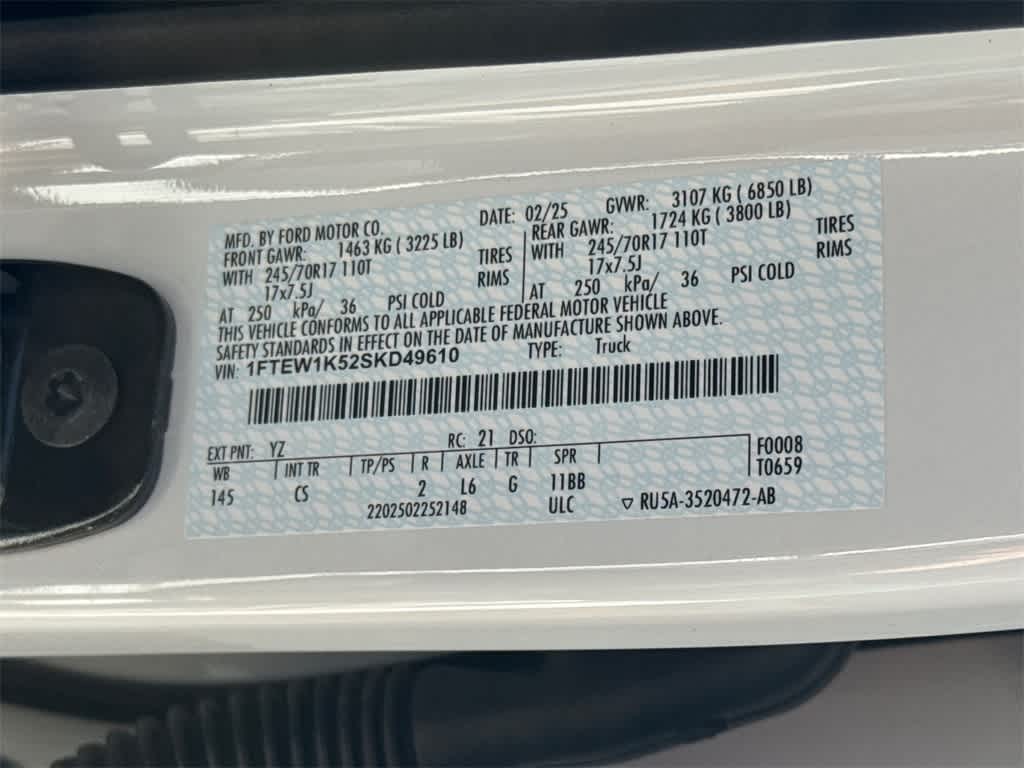 MFD. BY FORD MOTOR CO. DATE: 02/25 GVWR: 3107 KG ( 6850 LB)
FRONT GAWR: 1463 KG ( 3225 LB) REAR GAWR: 1724 KG ( 3800 LB)
WITH 245/70R17 110T TIRES WITH 245/70R17 110T TIRES
17x7.5J RIMS 17x7.5J RIMS
AT 250 kPa/ 36 PSI COLD AT 250 kPa/ 36 PSI COLD
THIS VEHICLE CONFORMS TO ALL APPLICABLE FEDERAL MOTOR VEHICLE
SAFETY STANDARDS IN EFFECT ON THE DATE OF MANUFACTURE SHOWN ABOVE.
VIN: 1FTEW1K52SKD49610 TYPE: Truck
EXT PNT: YZ RC: 21 DSO: F0008
WB INT TR TP/PS R AXLE TR SPR T0659
145 CS 2 L6 G 11BB
2202502252148 ULC ▽ RU5A-3520472-AB